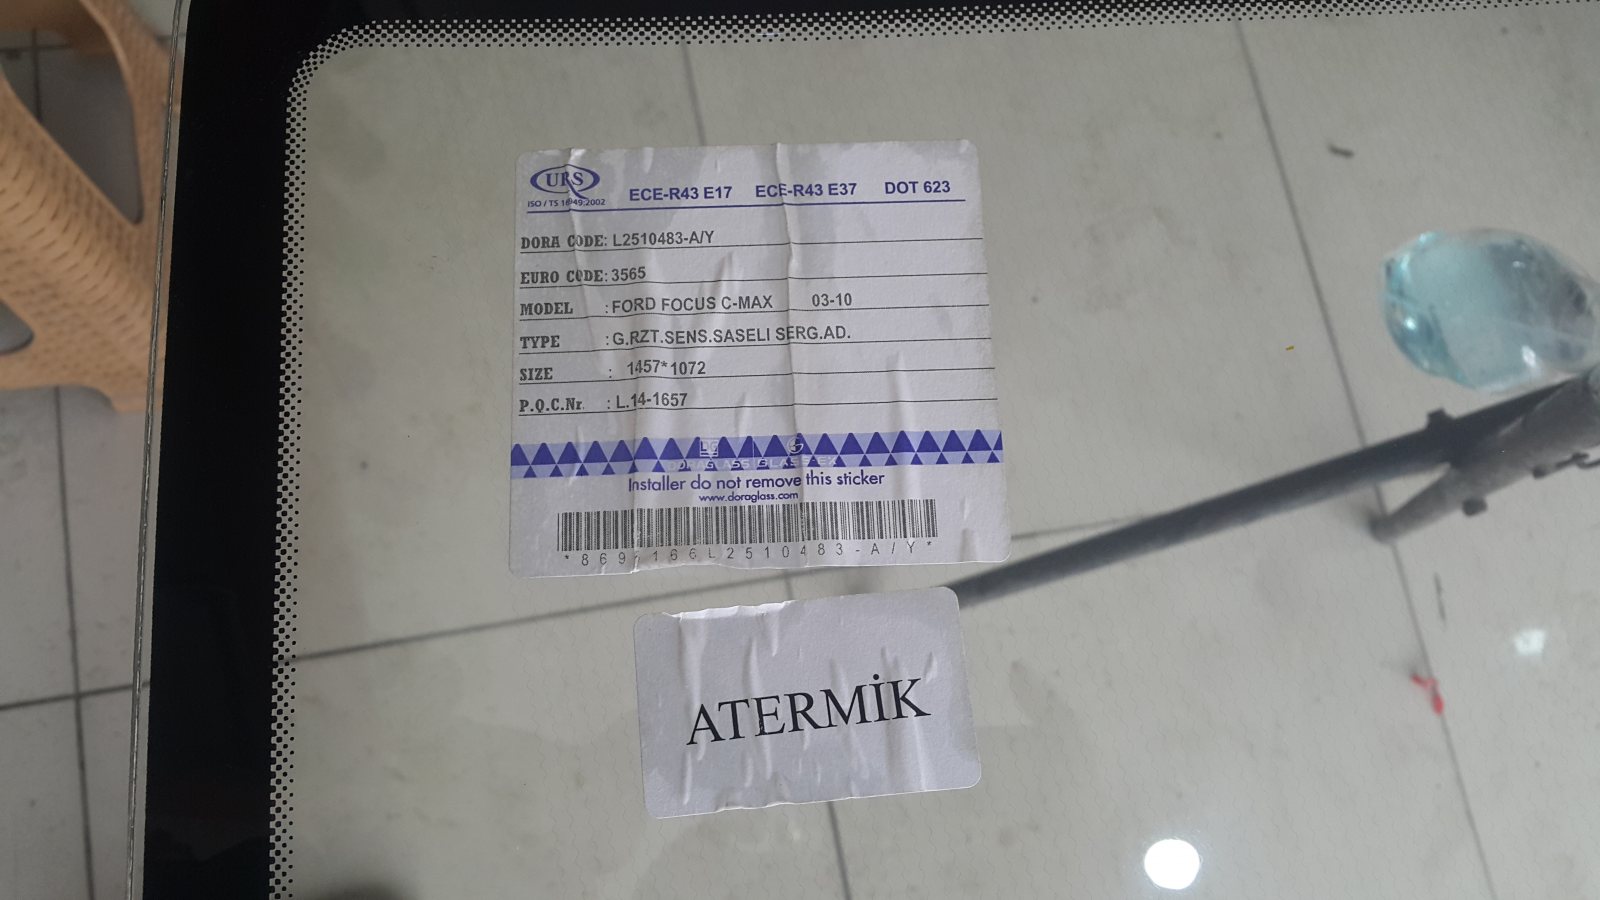 URS
ISO / TS 16949:2002
ECE-R43 E17 ECE-R43 E37 DOT 623
DORA CODE: L2510483-A/Y
EURO CODE: 3565
MODEL : FORD FOCUS C-MAX 03-10
TYPE : G.RZT.SENS.SASELI SERG.AD.
SIZE : 1457*1072
P.Q.C.Nr. : L.14-1657
DORAGLASS
Installer do not remove this sticker
www.doraglass.com
ATERMİK